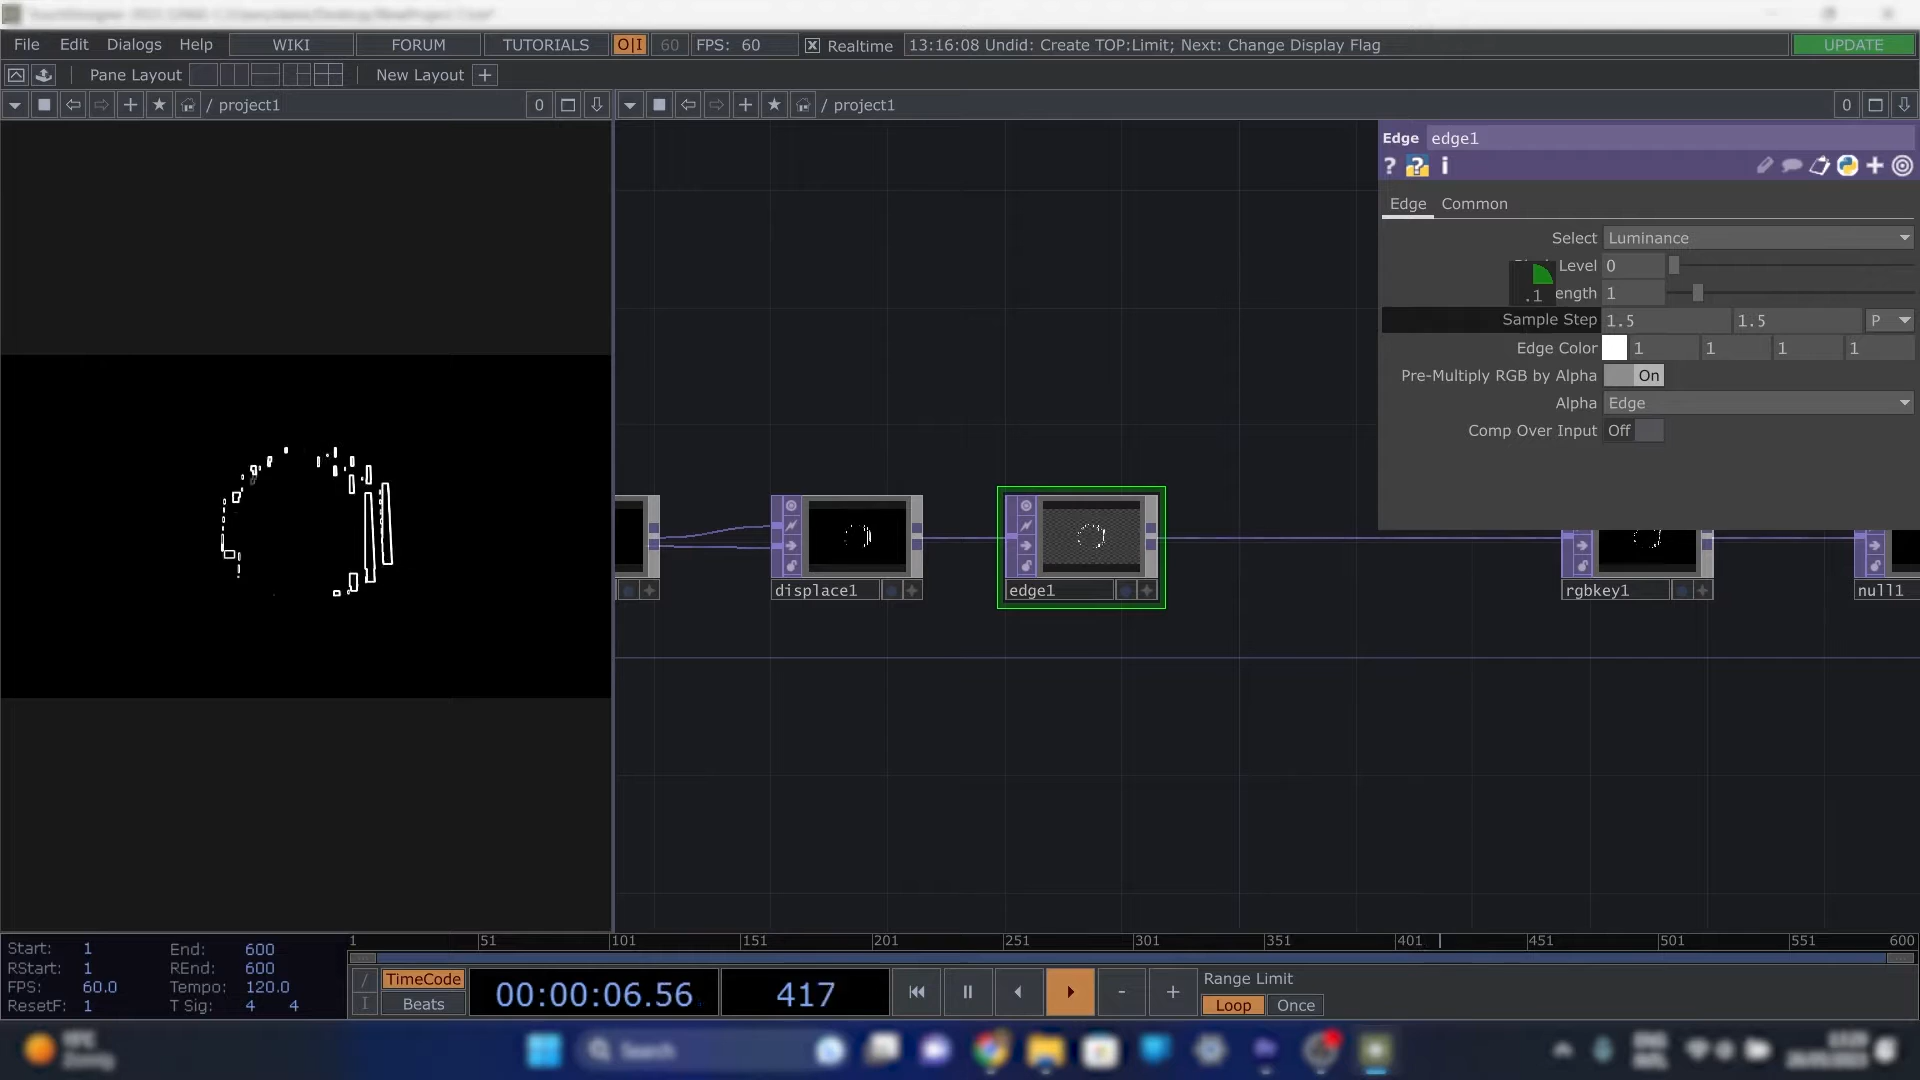 File Edit Dialogs Help WIKI FORUM TUTORIALS O|I 60 FPS: 60 Realtime 13:16:08 Undid: Create TOP:Limit; Next: Change Display Flag UPDATE
Pane Layout New Layout +
/ project1 0 / project1 0
Edge edge1
? ? i
Edge Common
Select Luminance
Level 0
.1 ength 1
Sample Step 1.5 1.5 P
Edge Color 1 1 1 1
Pre-Multiply RGB by Alpha On
Alpha Edge
Comp Over Input Off
displace1 edge1 rgbkey1 null1
Start: 1 End: 600 1 51 101 151 201 251 301 351 401 451 501 551 600
RStart: 1 REnd: 600
FPS: 60.0 Tempo: 120.0
ResetF: 1 T Sig: 4 4
/ TimeCode
I Beats
00:00:06.56 417 - + Range Limit
Loop Once
Search